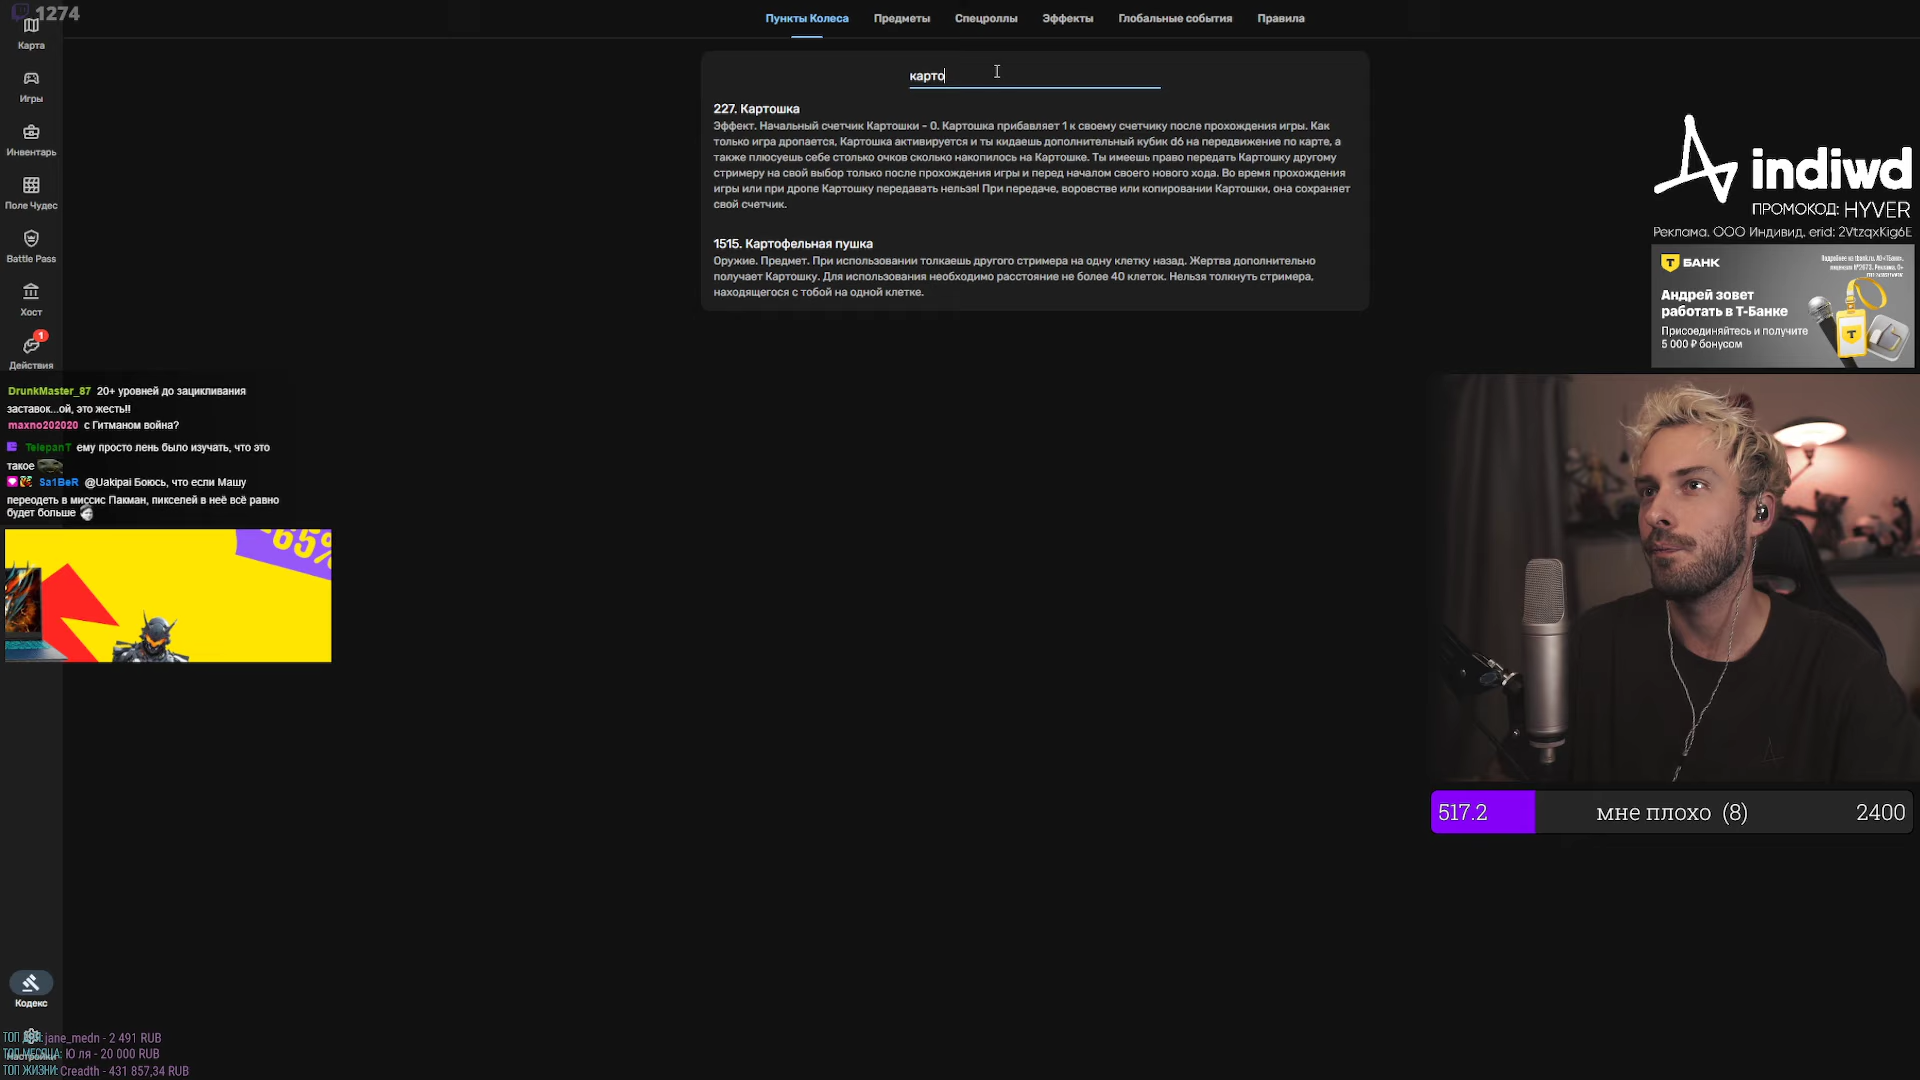 1274
Карта
Игры
Инвентарь
Поле Чудес
Battle Pass
Хост
1
Действия
Пункты Колеса
Предметы
Спецроллы
Эффекты
Глобальные события
Правила
карто
227. Картошка
Эффект. Начальный счетчик Картошки - 0. Картошка прибавляет 1 к своему счетчику после прохождения игры. Как
только игра дропается, Картошка активируется и ты кидаешь дополнительный кубик d6 на передвижение по карте, а
также плюсуешь себе столько очков сколько накопилось на Картошке. Ты имеешь право передать Картошку другому
стримеру на свой выбор только после прохождения игры и перед началом своего нового хода. Во время прохождения
игры или при дропе Картошку передавать нельзя! При передаче, воровстве или копировании Картошки, она сохраняет
свой счетчик.
1515. Картофельная пушка
Оружие. Предмет. При использовании толкаешь другого стримера на одну клетку назад. Жертва дополнительно
получает Картошку. Для использования необходимо расстояние не более 40 клеток. Нельзя толкнуть стримера,
находящегося с тобой на одной клетке.
indiwd
ПРОМОКОД: HYVER
Реклама. ООО Индивид. erid: 2VtzqxKig6E
Т БАНК
Андрей зовет
работать в Т-Банке
Присоединяйтесь и получите
5 000 ₽ бонусом
DrunkMaster_87 20+ уровней до зацикливания
заставок...ой, это жесть!!
maxno202020 с Гитманом война?
TelepanT ему просто лень было изучать, что это
такое
Sa1BeR @Uakipai Боюсь, что если Машу
переодеть в миссис Пакман, пикселей в неё всё равно
будет больше
-65%
517.2
мне плохо (8)
2400
Кодекс
Настройки
ТОП ДНЯ: jane_medn - 2 491 RUB
ТОП МЕСЯЦА: Ю ля - 20 000 RUB
ТОП ЖИЗНИ: Creadth - 431 857,34 RUB